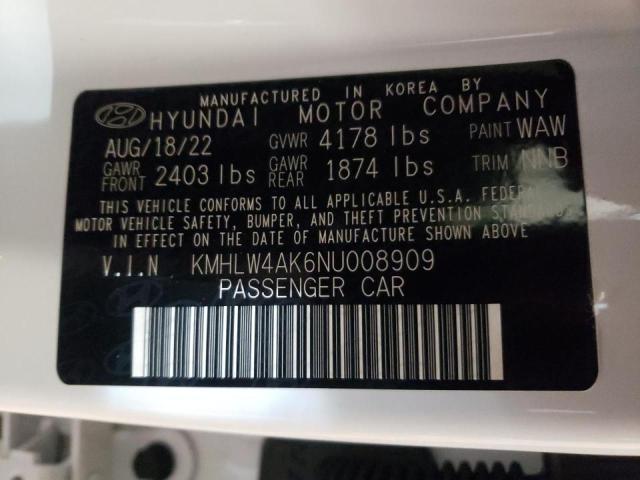 MANUFACTURED IN KOREA BY
HYUNDAI MOTOR COMPANY
AUG/18/22 GVWR 4178 lbs PAINT WAW
GAWR FRONT 2403 lbs GAWR REAR 1874 lbs TRIM NNB
THIS VEHICLE CONFORMS TO ALL APPLICABLE U.S.A. FEDERAL
MOTOR VEHICLE SAFETY, BUMPER, AND THEFT PREVENTION STANDARDS
IN EFFECT ON THE DATE OF MANUFACTURE SHOWN ABOVE
V.I.N KMHLW4AK6NU008909
PASSENGER CAR